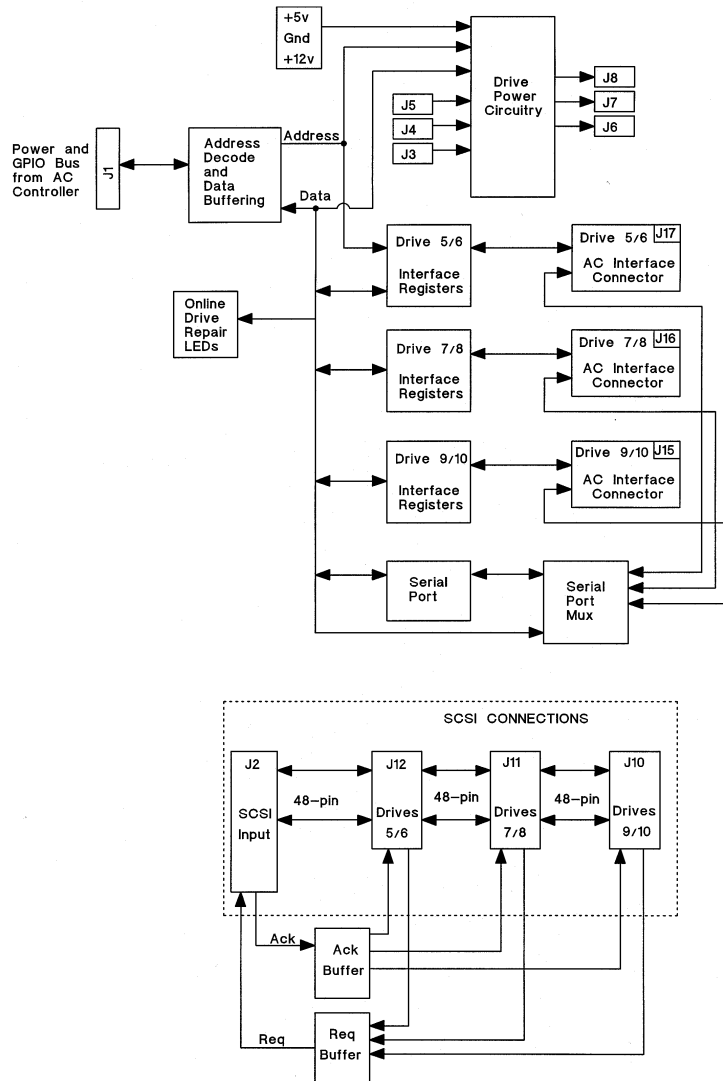 +5v
Gnd
+12v
Drive
Power
Circuitry
J8
J7
J6
J5
J4
J3
Power and
GPIO Bus
from AC
Controller
J1
Address
Decode
and
Data
Buffering
Address
Data
Drive 5/6
Interface
Registers
Drive 5/6
J17
AC Interface
Connector
Online
Drive
Repair
LEDs
Drive 7/8
Interface
Registers
Drive 7/8
J16
AC Interface
Connector
Drive 9/10
Interface
Registers
Drive 9/10
J15
AC Interface
Connector
Serial
Port
Serial
Port
Mux
SCSI CONNECTIONS
J2
SCSI
Input
48-pin
J12
Drives
5/6
48-pin
J11
Drives
7/8
48-pin
J10
Drives
9/10
Ack
Ack
Buffer
Req
Req
Buffer